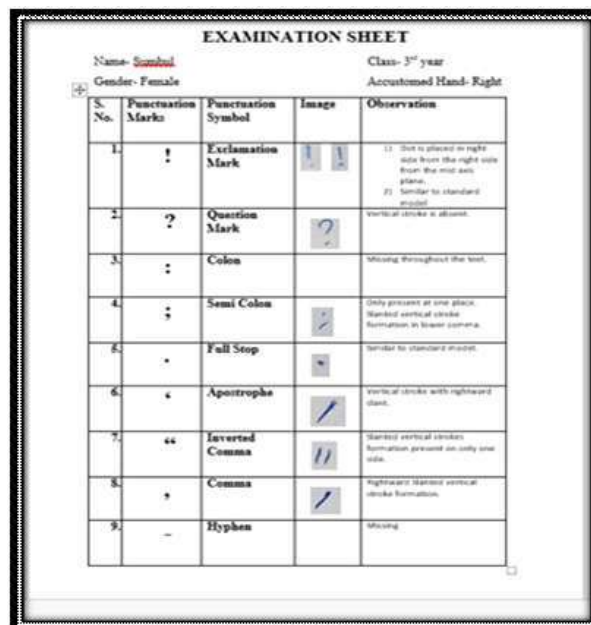 EXAMINATION SHEET
Name- Sumbul Class- 3rd year
Gender- Female Accustomed Hand- Right
S. No. Punctuation Marks Punctuation Symbol Image Observation
1. ! Exclamation Mark ! ! 1) Dot is placed in right
side from the right side
from the mid axis
plane.
2) Similar to standard
model
2. ? Question Mark ? Vertical stroke is absent.
3. : Colon Missing throughout the text.
4. ; Semi Colon ; Only present at one place.
Slanted vertical stroke
formation in lower comma.
5. . Full Stop . Similar to standard model.
6. ‘ Apostrophe Vertical stroke with rightward
slant.
7. “ Inverted Comma Slanted vertical strokes
formation present on only one
side.
8. , Comma , Rightward Slanted vertical
stroke formation.
9. – Hyphen Missing